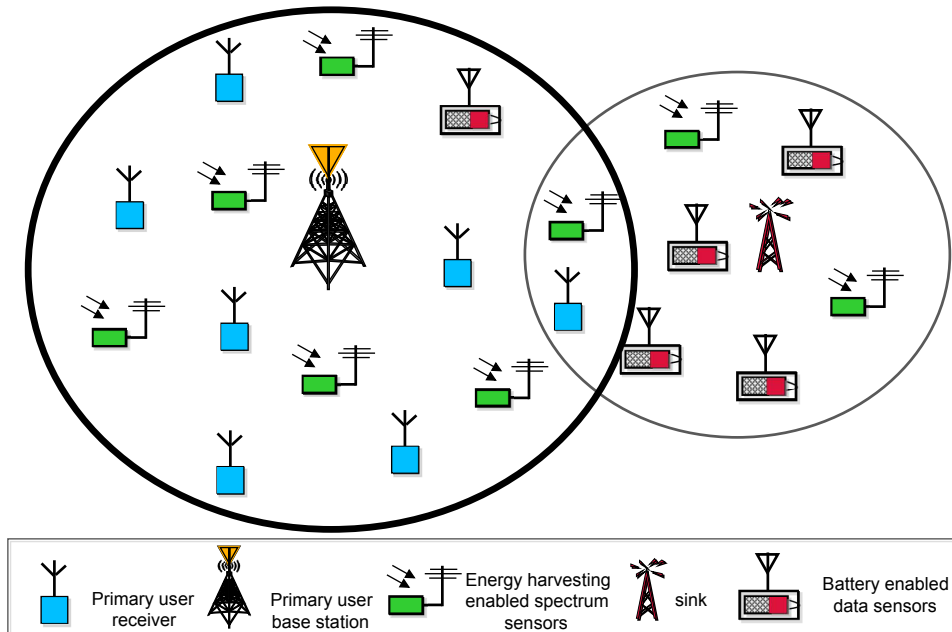 Primary user
receiver
Primary user
base station
Energy harvesting
enabled spectrum
sensors
sink
Battery enabled
data sensors